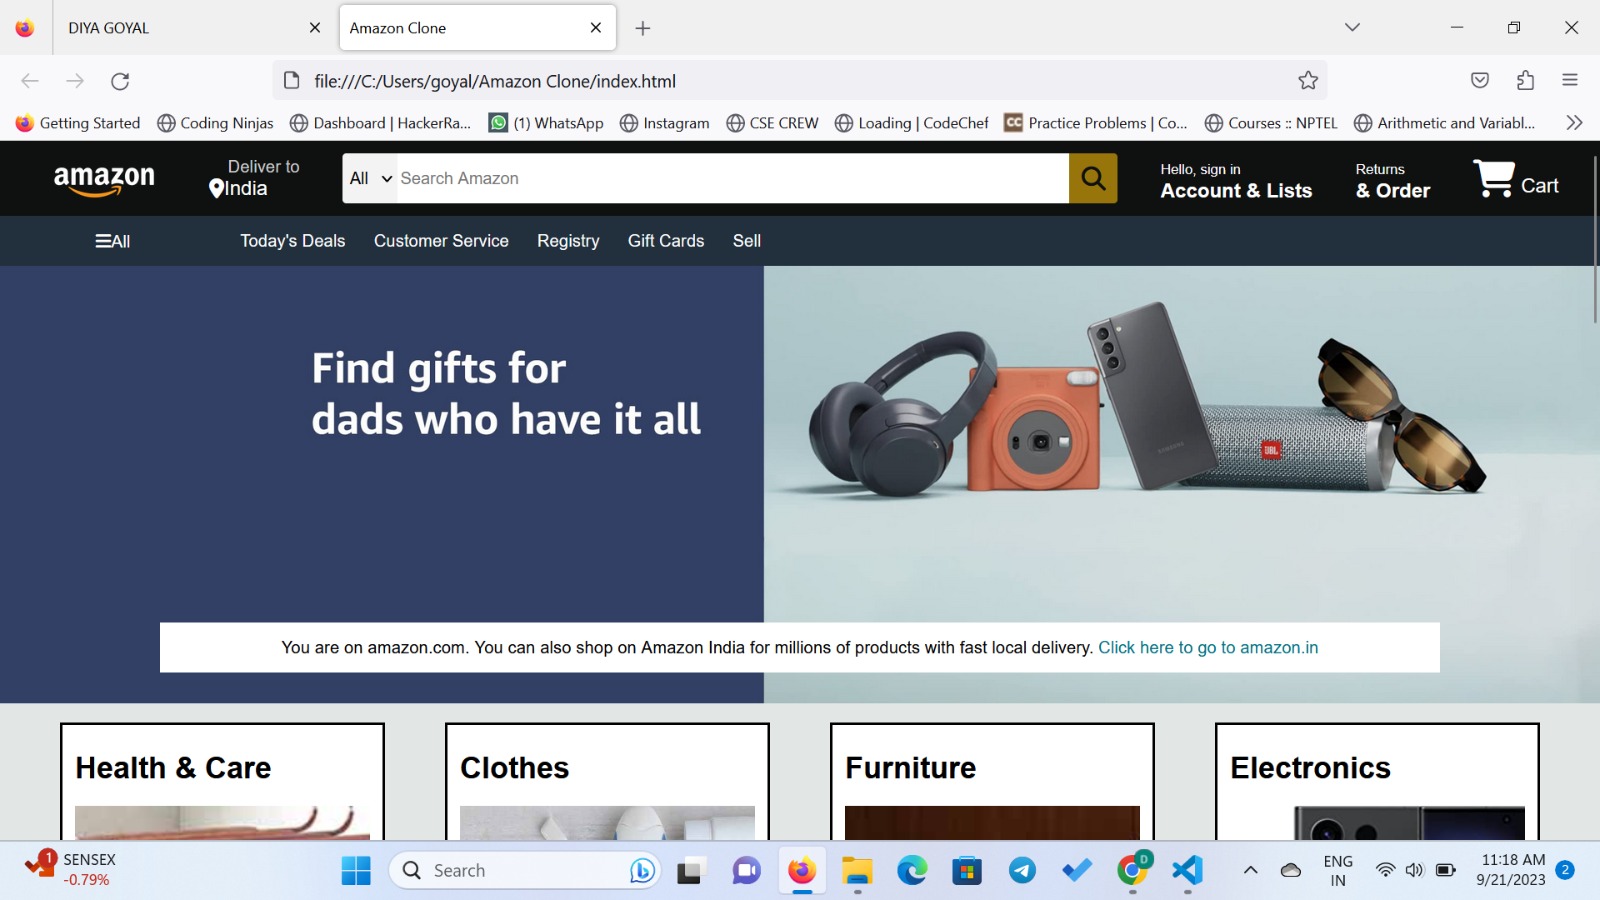 DIYA GOYAL
Amazon Clone
file:///C:/Users/goyal/Amazon Clone/index.html
Getting Started Coding Ninjas Dashboard | HackerRa... (1) WhatsApp Instagram CSE CREW Loading | CodeChef CC Practice Problems | Co... Courses :: NPTEL Arithmetic and Variabl...
amazon
Deliver to
India
All Search Amazon
Hello, sign in
Account & Lists
Returns
& Order
Cart
All Today's Deals Customer Service Registry Gift Cards Sell
Find gifts for
dads who have it all
SAMSUNG
JBL
You are on amazon.com. You can also shop on Amazon India for millions of products with fast local delivery. Click here to go to amazon.in
Health & Care Clothes Furniture Electronics
1
SENSEX
-0.79%
Search
D
ENG
IN
11:18 AM
9/21/2023
2